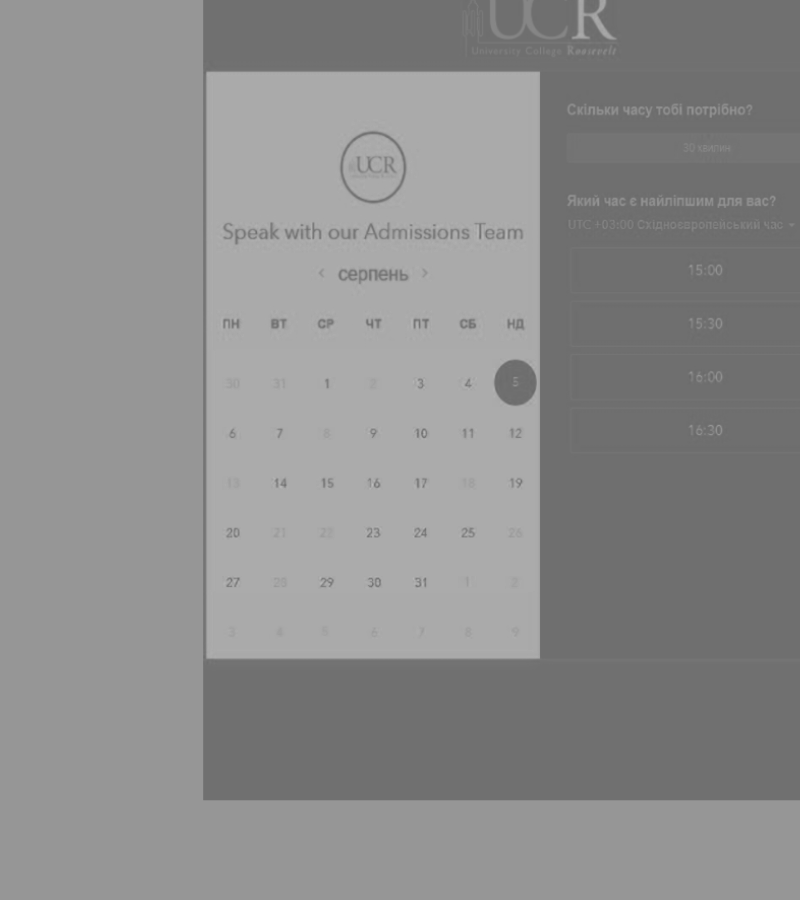 UCR
University College Roosevelt
UCR
Speak with our Admissions Team
< серпень >
ПН ВТ СР ЧТ ПТ СБ НД
30 31 1 2 3 4 5
6 7 8 9 10 11 12
13 14 15 16 17 18 19
20 21 22 23 24 25 26
27 28 29 30 31 1 2
3 4 5 6 7 8 9
Скільки часу тобі потрібно?
30 хвилин
Який час є найліпшим для вас?
UTC +03:00 Східноєвропейський час
15:00
15:30
16:00
16:30